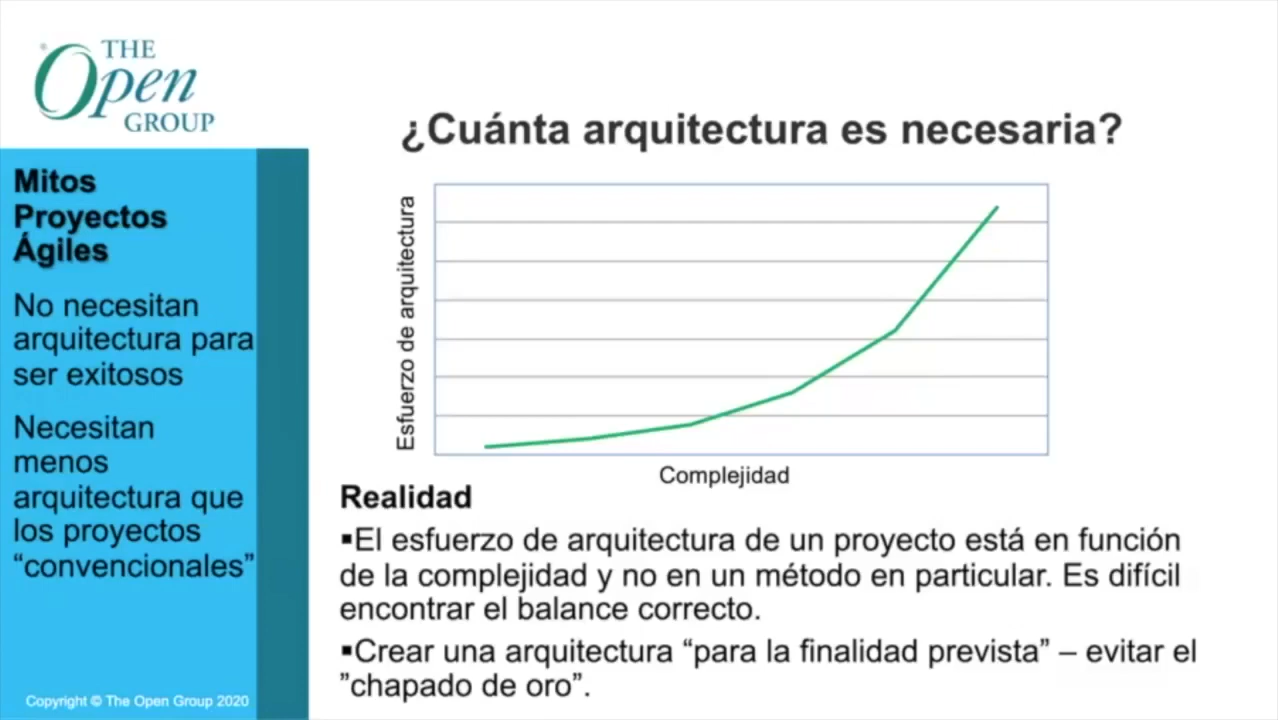 THE
Open
GROUP
¿Cuánta arquitectura es necesaria?
Mitos
Proyectos
Ágiles
No necesitan
arquitectura para
ser exitosos
Necesitan
menos
arquitectura que
los proyectos
“convencionales”
Copyright © The Open Group 2020
Esfuerzo de arquitectura
Complejidad
Realidad
▪El esfuerzo de arquitectura de un proyecto está en función
de la complejidad y no en un método en particular. Es difícil
encontrar el balance correcto.
▪Crear una arquitectura “para la finalidad prevista” – evitar el
”chapado de oro”.